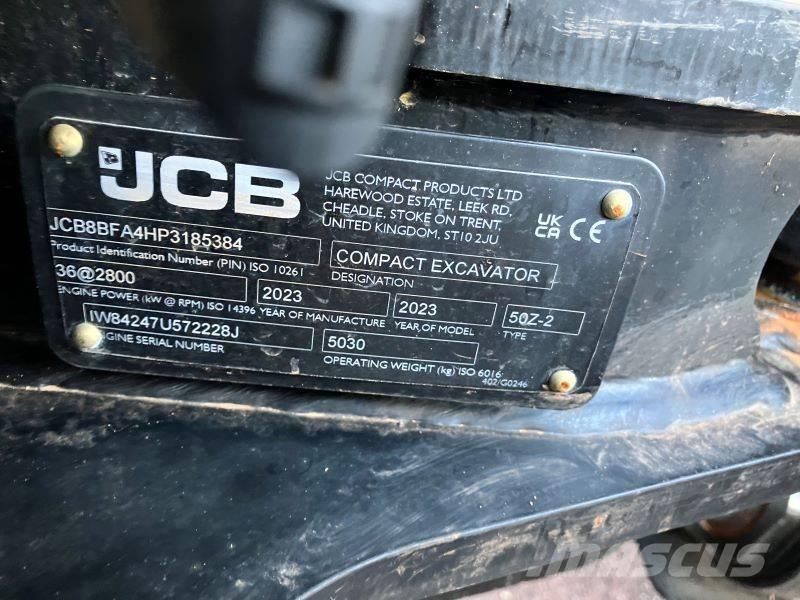 JCB
JCB COMPACT PRODUCTS LTD
HAREWOOD ESTATE, LEEK RD.
CHEADLE, STOKE ON TRENT,
UNITED KINGDOM, ST10 2JU
UK
CA CE
JCB8BFA4HP3185384
Product Identification Number (PIN) ISO 10261
COMPACT EXCAVATOR
DESIGNATION
36@2800
ENGINE POWER (kW @ RPM) ISO 14396
2023
YEAR OF MANUFACTURE
2023
YEAR OF MODEL
50Z-2
TYPE
IW84247U572228J
ENGINE SERIAL NUMBER
5030
OPERATING WEIGHT (kg) ISO 6016
402/G0246
MASCUS